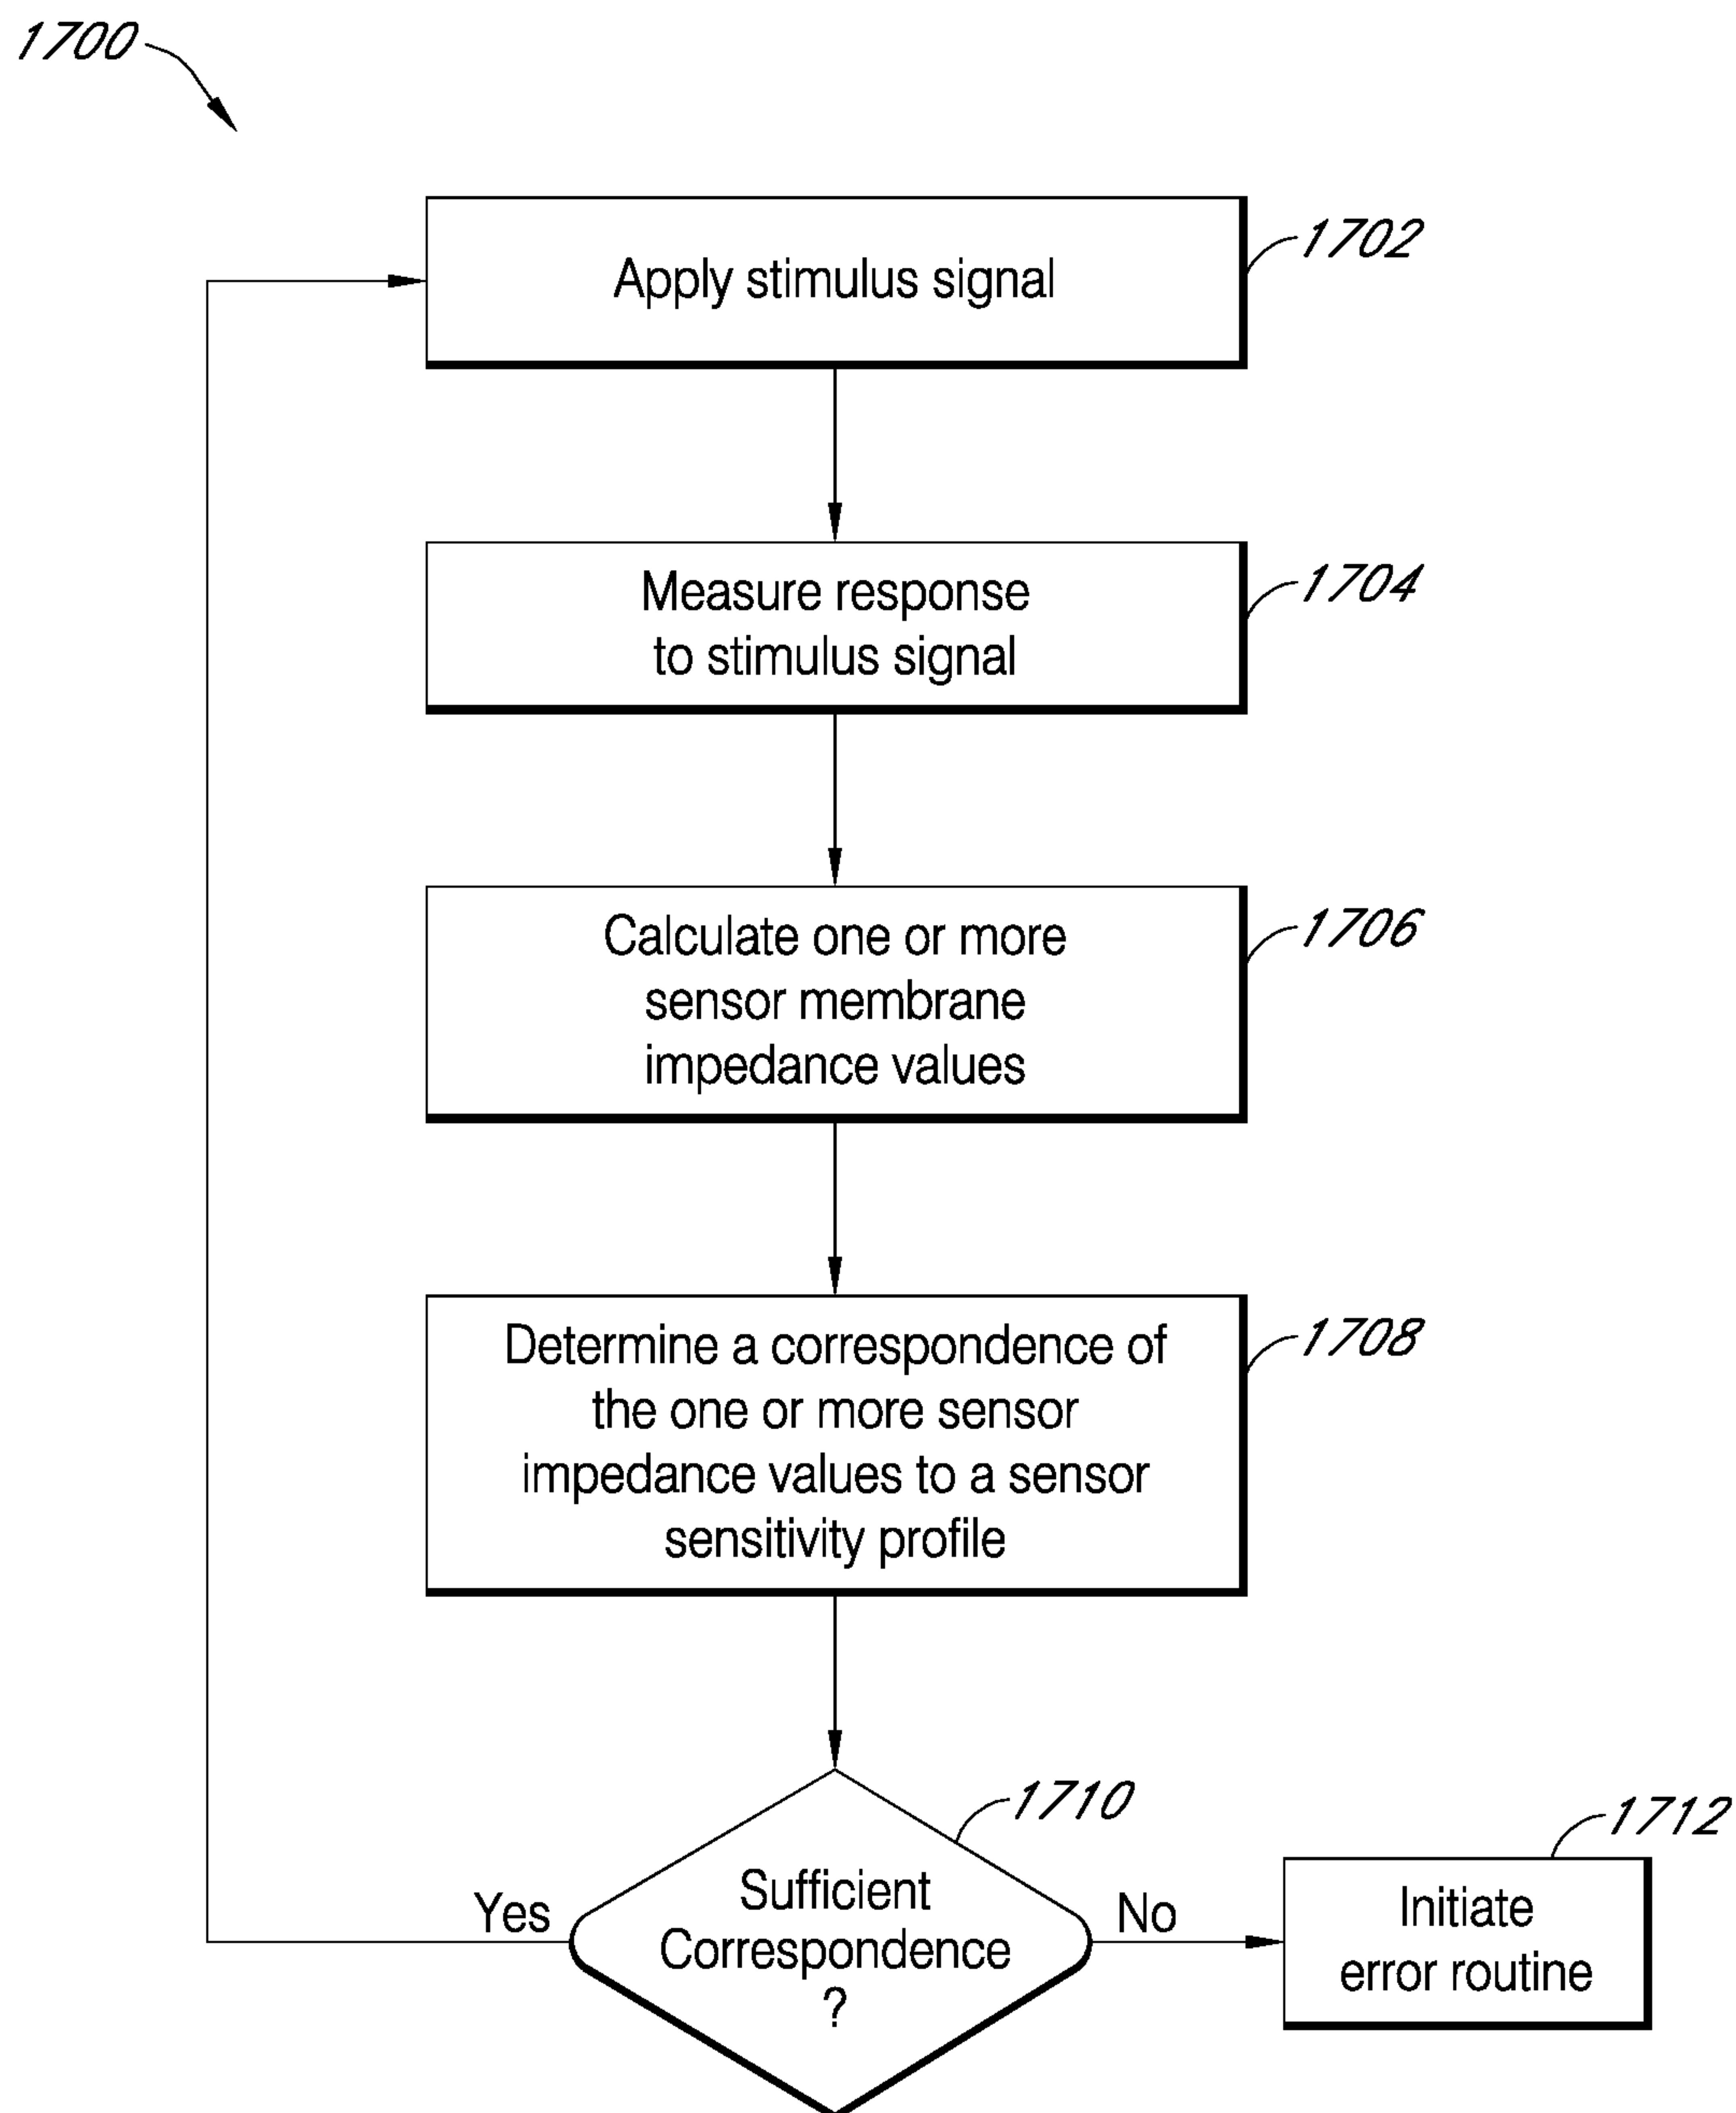 1700
Apply stimulus signal
1702
Measure response
to stimulus signal
1704
Calculate one or more
sensor membrane
impedance values
1706
Determine a correspondence of
the one or more sensor
impedance values to a sensor
sensitivity profile
1708
Sufficient
Correspondence
?
1710
Yes
No
Initiate
error routine
1712